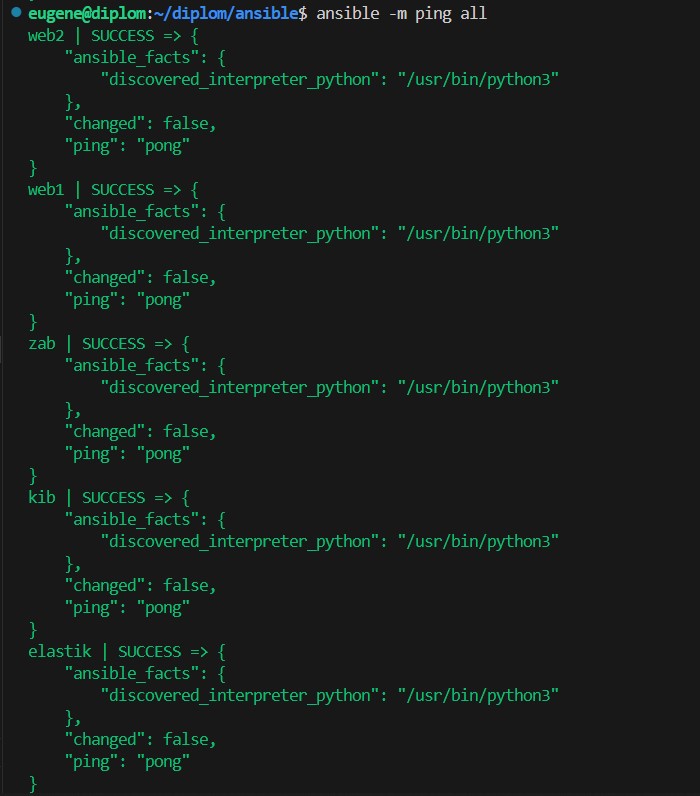 eugene@diplom:~/diplom/ansible$ ansible -m ping all
web2 | SUCCESS => {
    "ansible_facts": {
        "discovered_interpreter_python": "/usr/bin/python3"
    },
    "changed": false,
    "ping": "pong"
}
web1 | SUCCESS => {
    "ansible_facts": {
        "discovered_interpreter_python": "/usr/bin/python3"
    },
    "changed": false,
    "ping": "pong"
}
zab | SUCCESS => {
    "ansible_facts": {
        "discovered_interpreter_python": "/usr/bin/python3"
    },
    "changed": false,
    "ping": "pong"
}
kib | SUCCESS => {
    "ansible_facts": {
        "discovered_interpreter_python": "/usr/bin/python3"
    },
    "changed": false,
    "ping": "pong"
}
elastik | SUCCESS => {
    "ansible_facts": {
        "discovered_interpreter_python": "/usr/bin/python3"
    },
    "changed": false,
    "ping": "pong"
}